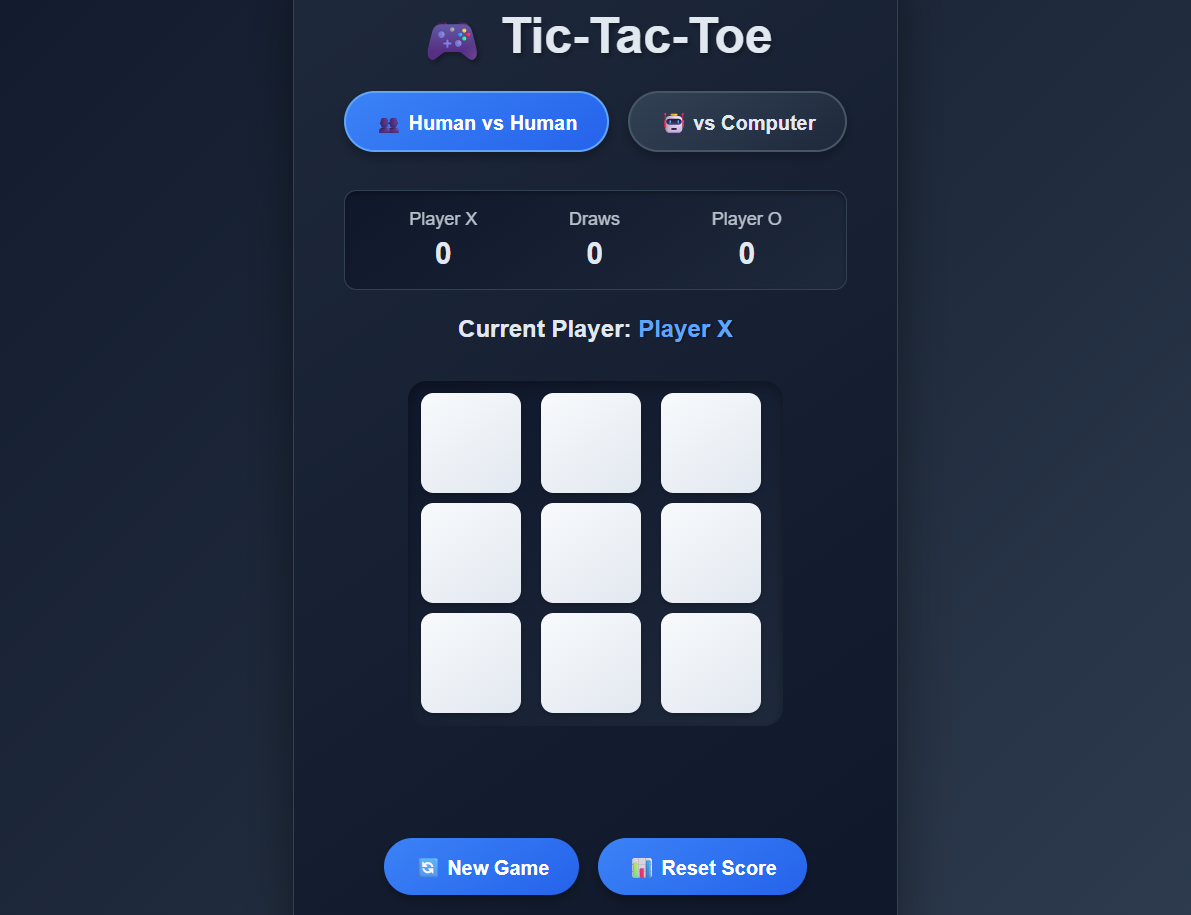 Tic-Tac-Toe
Human vs Human
vs Computer
Player X
Draws
Player O
0
0
0
Current Player: Player X
New Game
Reset Score